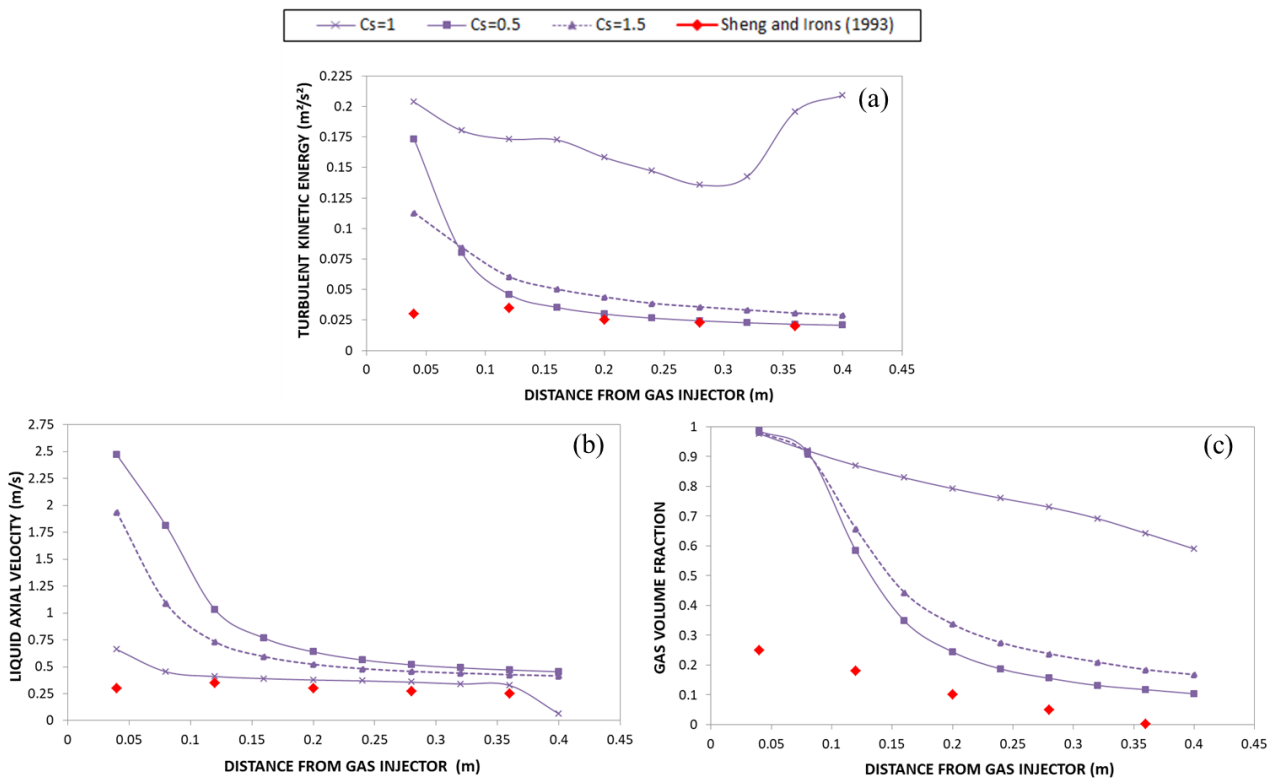 Cs=1 Cs=0.5 Cs=1.5 Sheng and Irons (1993)
(a)
TURBULENT KINETIC ENERGY (m²/s²)
0.225
0.2
0.175
0.15
0.125
0.1
0.075
0.05
0.025
0
0 0.05 0.1 0.15 0.2 0.25 0.3 0.35 0.4 0.45
DISTANCE FROM GAS INJECTOR (m)
(b)
LIQUID AXIAL VELOCITY (m/s)
2.75
2.5
2.25
2
1.75
1.5
1.25
1
0.75
0.5
0.25
0
0 0.05 0.1 0.15 0.2 0.25 0.3 0.35 0.4 0.45
DISTANCE FROM GAS INJECTOR (m)
(c)
GAS VOLUME FRACTION
1
0.9
0.8
0.7
0.6
0.5
0.4
0.3
0.2
0.1
0
0 0.05 0.1 0.15 0.2 0.25 0.3 0.35 0.4 0.45
DISTANCE FROM GAS INJECTOR (m)